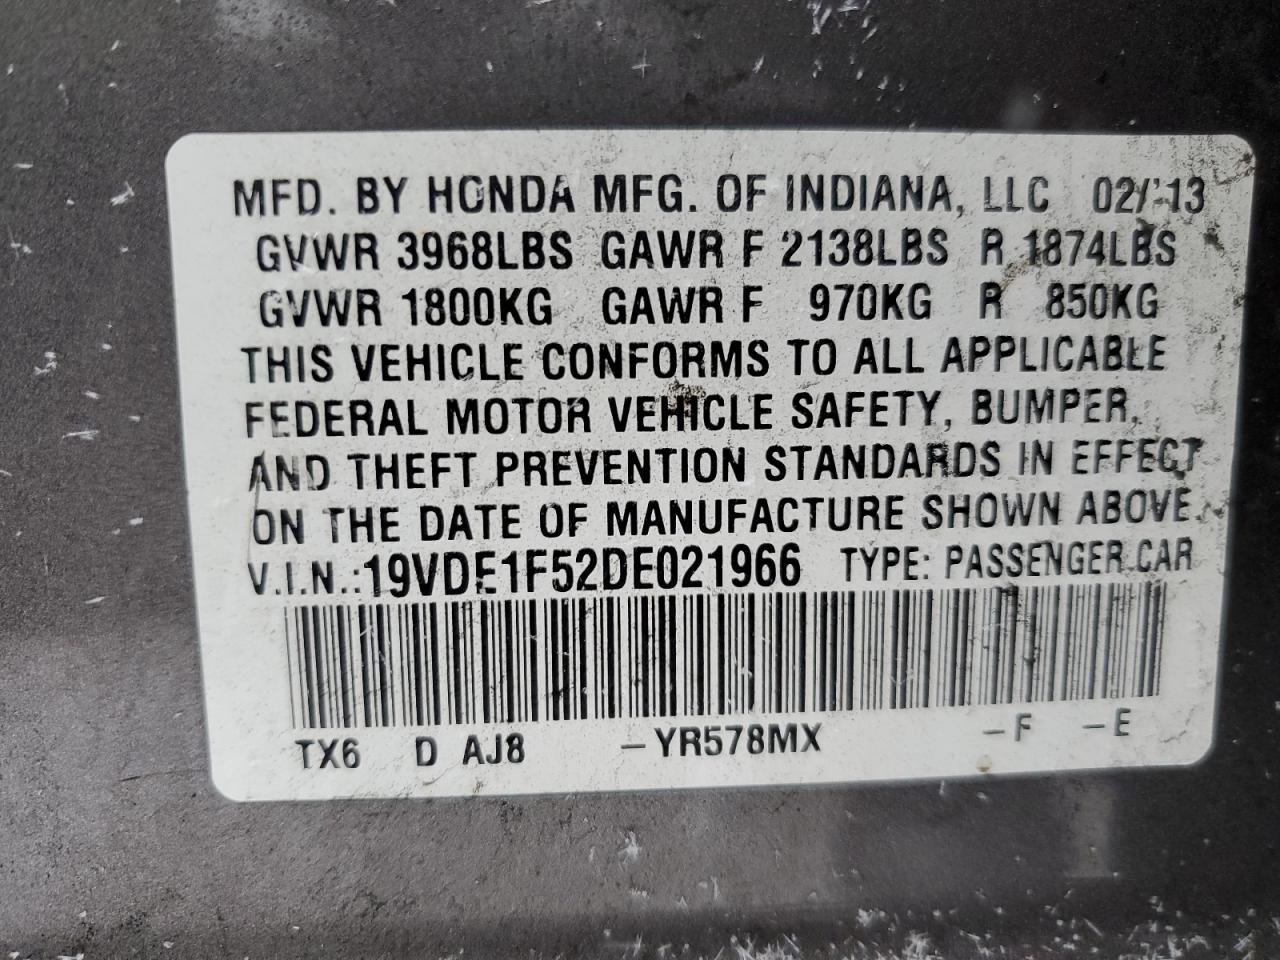 MFD. BY HONDA MFG. OF INDIANA, LLC 02/13
GVWR 3968LBS GAWR F 2138LBS R 1874LBS
GVWR 1800KG GAWR F 970KG R 850KG
THIS VEHICLE CONFORMS TO ALL APPLICABLE
FEDERAL MOTOR VEHICLE SAFETY, BUMPER,
AND THEFT PREVENTION STANDARDS IN EFFECT
ON THE DATE OF MANUFACTURE SHOWN ABOVE.
V.I.N.:19VDE1F52DE021966 TYPE: PASSENGER CAR
TX6 D AJ8 -YR578MX -F -E